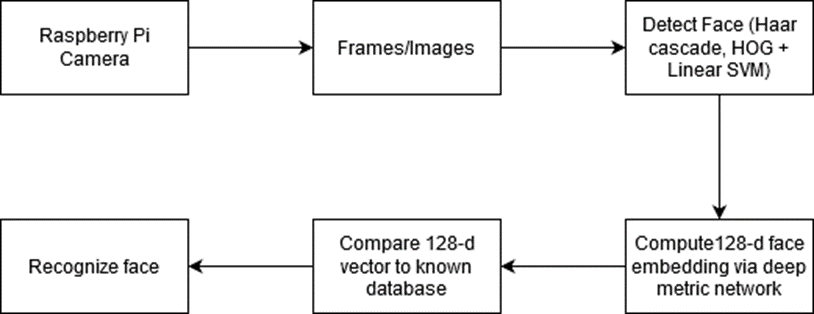 Raspberry Pi
Camera
Frames/Images
Detect Face (Haar
cascade, HOG +
Linear SVM)
Compute128-d face
embedding via deep
metric network
Compare 128-d
vector to known
database
Recognize face